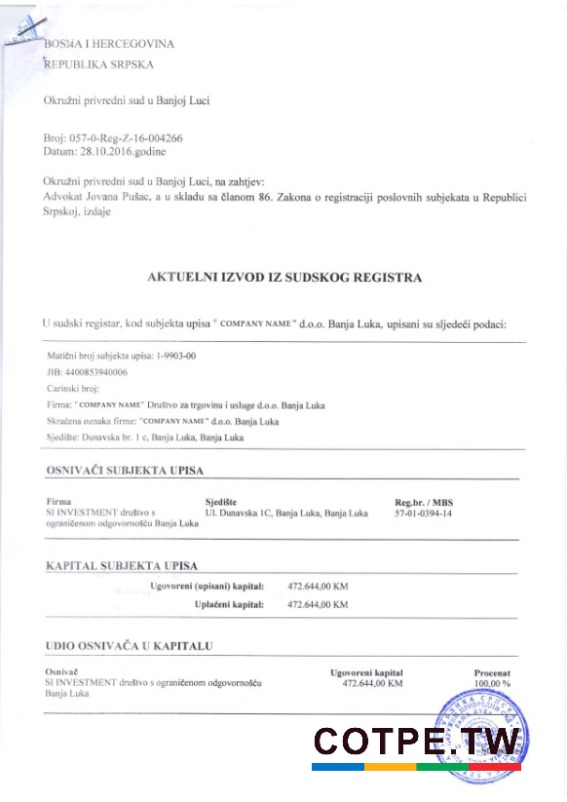 BOSNA I HERCEGOVINA
REPUBLIKA SRPSKA
Okružni privredni sud u Banjoj Luci
Broj: 057-0-Reg-Z-16-004266
Datum: 28.10.2016.godine
Okružni privredni sud u Banjoj Luci, na zahtjev:
Advokat Jovana Pušac, a u skladu sa članom 86. Zakona o registraciji poslovnih subjekata u Republici
Srpskoj, izdaje
AKTUELNI IZVOD IZ SUDSKOG REGISTRA
U sudski registar, kod subjekta upisa " COMPANY NAME" d.o.o. Banja Luka, upisani su sljedeći podaci:
Matični broj subjekta upisa: 1-9903-00
JIB: 4400853940006
Carinski broj:
Firma: "COMPANY NAME" Društvo za trgovinu i usluge d.o.o. Banja Luka
Skraćena oznaka firme: "COMPANY NAME" d.o.o. Banja Luka
Sjedište: Dunavska br. 1 c, Banja Luka, Banja Luka
OSNIVAČI SUBJEKTA UPISA
Firma Sjedište Reg.br. / MBS
SI INVESTMENT društvo s Ul. Dunavska 1C, Banja Luka, Banja Luka 57-01-0394-14
ograničenom odgovornošću Banja Luka
KAPITAL SUBJEKTA UPISA
Ugovoreni (upisani) kapital: 472.644,00 KM
Uplaćeni kapital: 472.644,00 KM
UDIO OSNIVAČA U KAPITALU
Osnivač Ugovoreni kapital Procenat
SI INVESTMENT društvo s ograničenom odgovornošću 472.644,00 KM 100,00 %
Banja Luka
COTPE.TW